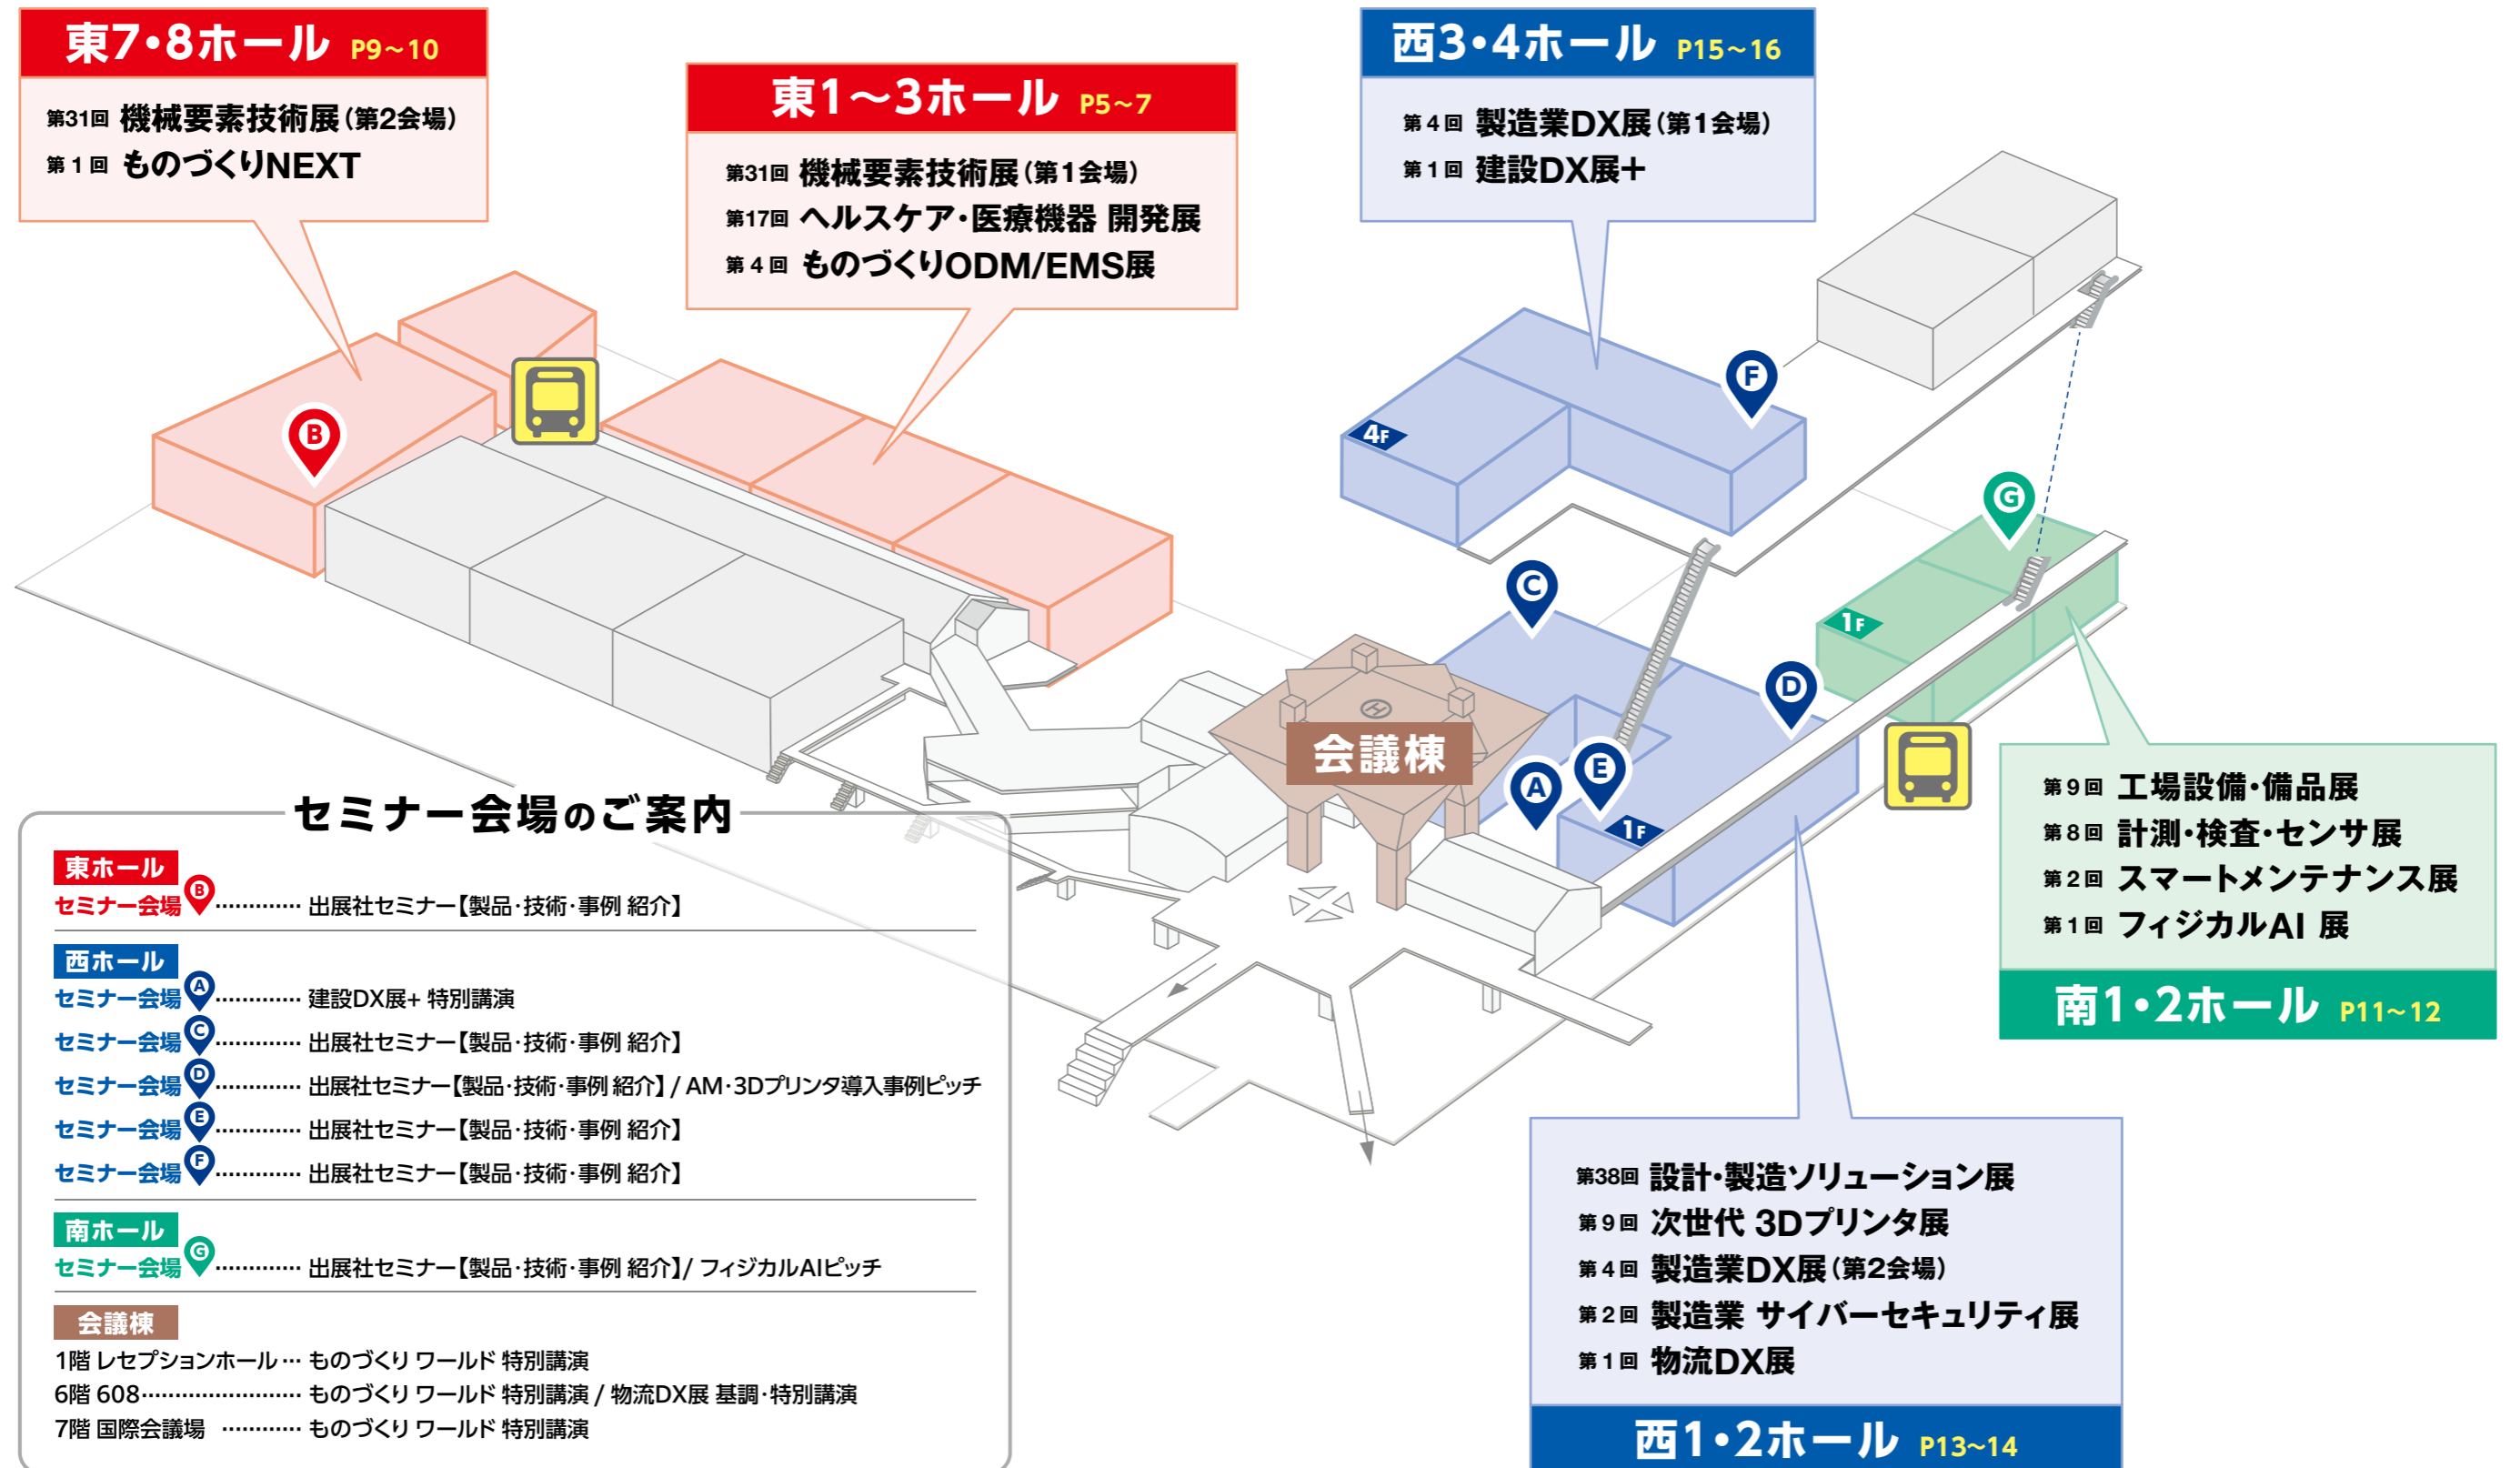 東7・8ホール P9～10
第31回 機械要素技術展(第2会場)
第1回 ものづくりNEXT
東1～3ホール P5～7
第31回 機械要素技術展(第1会場)
第17回 ヘルスケア・医療機器 開発展
第4回 ものづくりODM/EMS展
西3・4ホール P15～16
第4回 製造業DX展(第1会場)
第1回 建設DX展+
B
F
4F
G
C
1F
D
H
会議棟
A
E
1F
第9回 工場設備・備品展
第8回 計測・検査・センサ展
第2回 スマートメンテナンス展
第1回 フィジカルAI 展
南1・2ホール P11～12
第38回 設計・製造ソリューション展
第9回 次世代 3Dプリンタ展
第4回 製造業DX展(第2会場)
第2回 製造業 サイバーセキュリティ展
第1回 物流DX展
西1・2ホール P13～14
セミナー会場のご案内
東ホール
セミナー会場 B ………… 出展社セミナー【製品・技術・事例 紹介】
西ホール
セミナー会場 A ………… 建設DX展+ 特別講演
セミナー会場 C ………… 出展社セミナー【製品・技術・事例 紹介】
セミナー会場 D ………… 出展社セミナー【製品・技術・事例 紹介】/ AM・3Dプリンタ導入事例ピッチ
セミナー会場 E ………… 出展社セミナー【製品・技術・事例 紹介】
セミナー会場 F ………… 出展社セミナー【製品・技術・事例 紹介】
南ホール
セミナー会場 G ………… 出展社セミナー【製品・技術・事例 紹介】/ フィジカルAIピッチ
会議棟
1階 レセプションホール … ものづくり ワールド 特別講演
6階 608 ………………… ものづくり ワールド 特別講演 / 物流DX展 基調・特別講演
7階 国際会議場 ………… ものづくり ワールド 特別講演